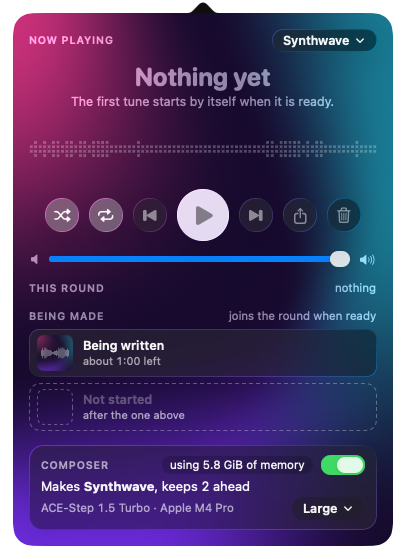 NOW PLAYING
Synthwave
Nothing yet
The first tune starts by itself when it is ready.
THIS ROUND
nothing
BEING MADE
joins the round when ready
Being written
about 1:00 left
Not started
after the one above
COMPOSER
using 5.8 GiB of memory
Makes Synthwave, keeps 2 ahead
ACE-Step 1.5 Turbo · Apple M4 Pro
Large